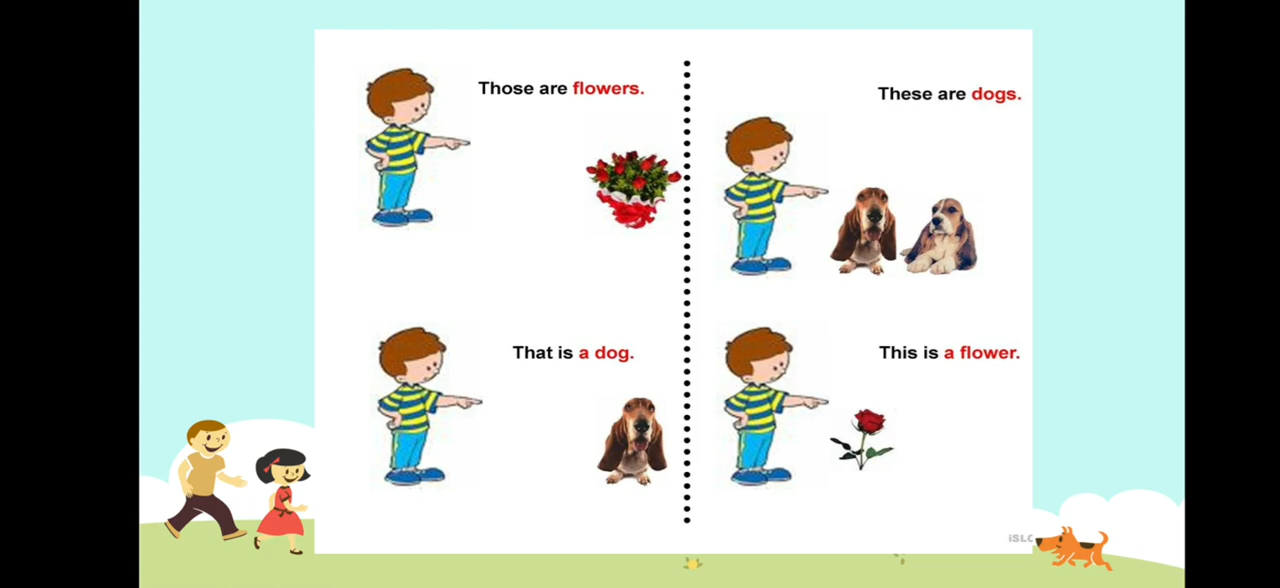 Those are flowers.
These are dogs.
That is a dog.
This is a flower.